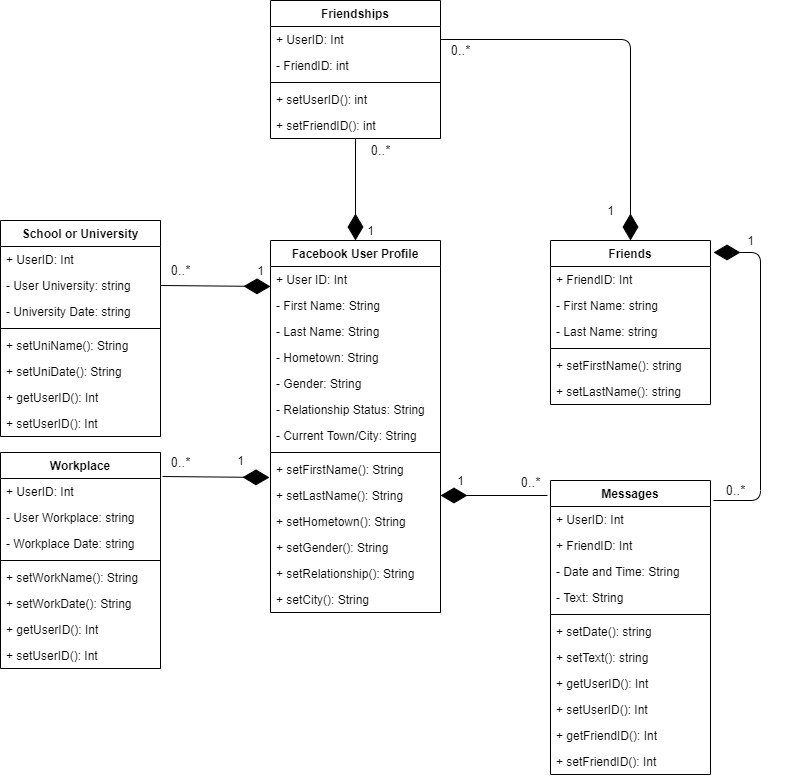 Friendships
+ UserID: Int
- FriendID: int
+ setUserID(): int
+ setFriendID(): int
0..*
0..*
1
1
School or University
+ UserID: Int
- User University: string
- University Date: string
+ setUniName(): String
+ setUniDate(): String
+ getUserID(): Int
+ setUserID(): Int
0..*
1
Facebook User Profile
+ User ID: Int
- First Name: String
- Last Name: String
- Hometown: String
- Gender: String
- Relationship Status: String
- Current Town/City: String
+ setFirstName(): String
+ setLastName(): String
+ setHometown(): String
+ setGender(): String
+ setRelationship(): String
+ setCity(): String
Friends
+ FriendID: Int
- First Name: string
- Last Name: string
+ setFirstName(): string
+ setLastName(): string
1
0..*
Workplace
+ UserID: Int
- User Workplace: string
- Workplace Date: string
+ setWorkName(): String
+ setWorkDate(): String
+ getUserID(): Int
+ setUserID(): Int
0..*
1
1
0..*
Messages
+ UserID: Int
+ FriendID: Int
- Date and Time: String
- Text: String
+ setDate(): string
+ setText(): string
+ getUserID(): Int
+ setUserID(): Int
+ getFriendID(): Int
+ setFriendID(): Int